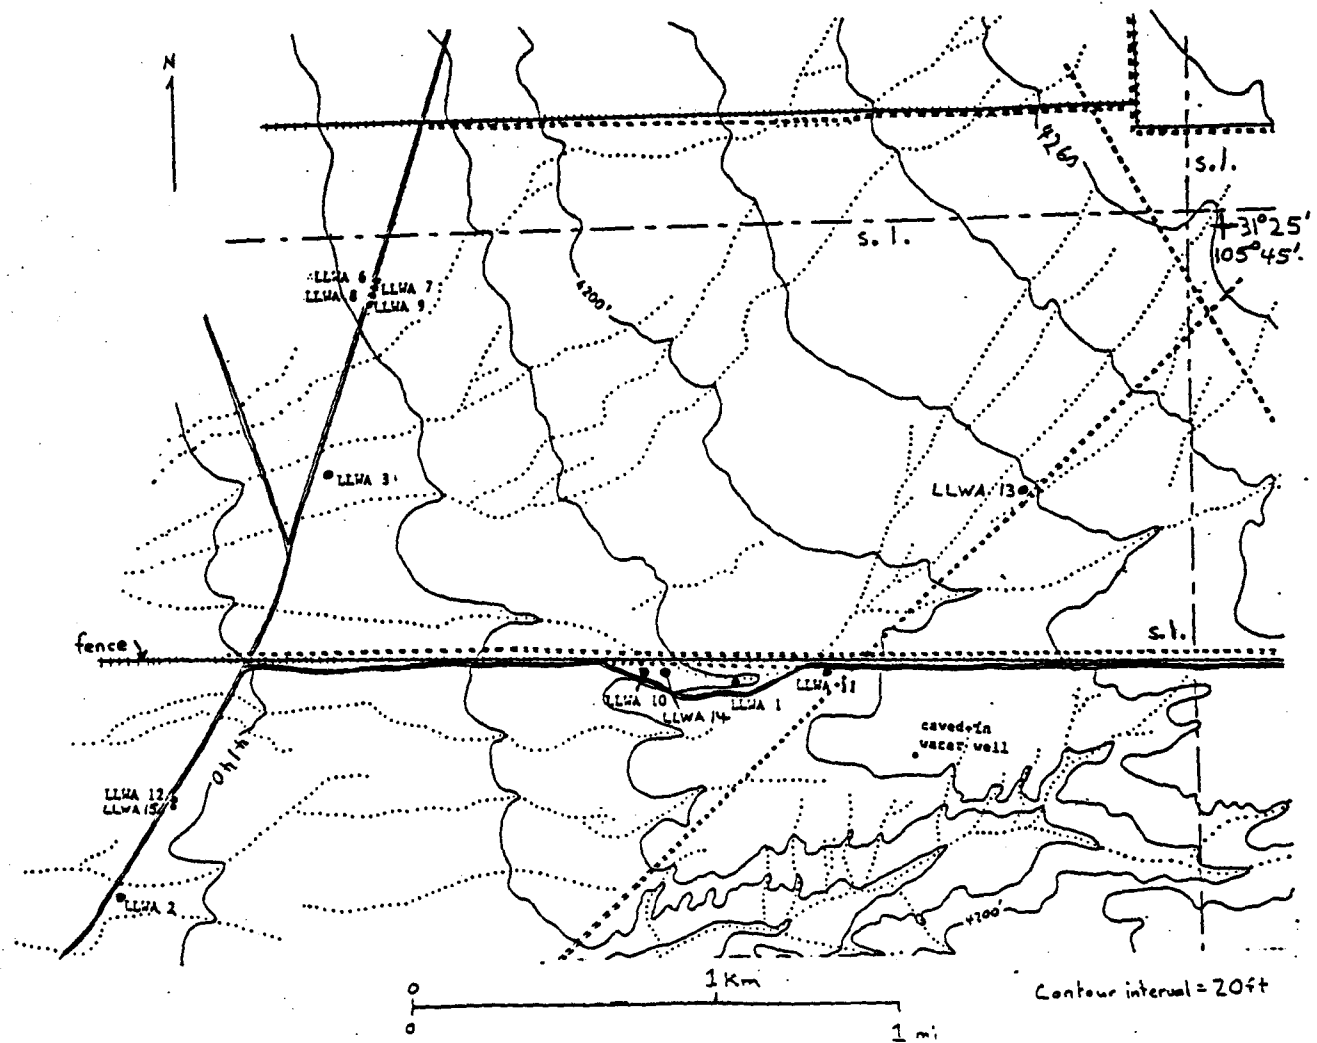 N
4260
s.l.
31°25'
105°45'.
s.l.
LLWA 6
LLWA 7
LLWA 8
LLWA 9
4200'
LLWA 3
LLWA 13
fence
s.l.
LLWA 10
LLWA 1
LLWA 11
LLWA 14
caved-in
water well
4140
LLWA 12
LLWA 15
LLWA 2
4200'
0
1 Km
0
1 mi
Contour interval = 20ft